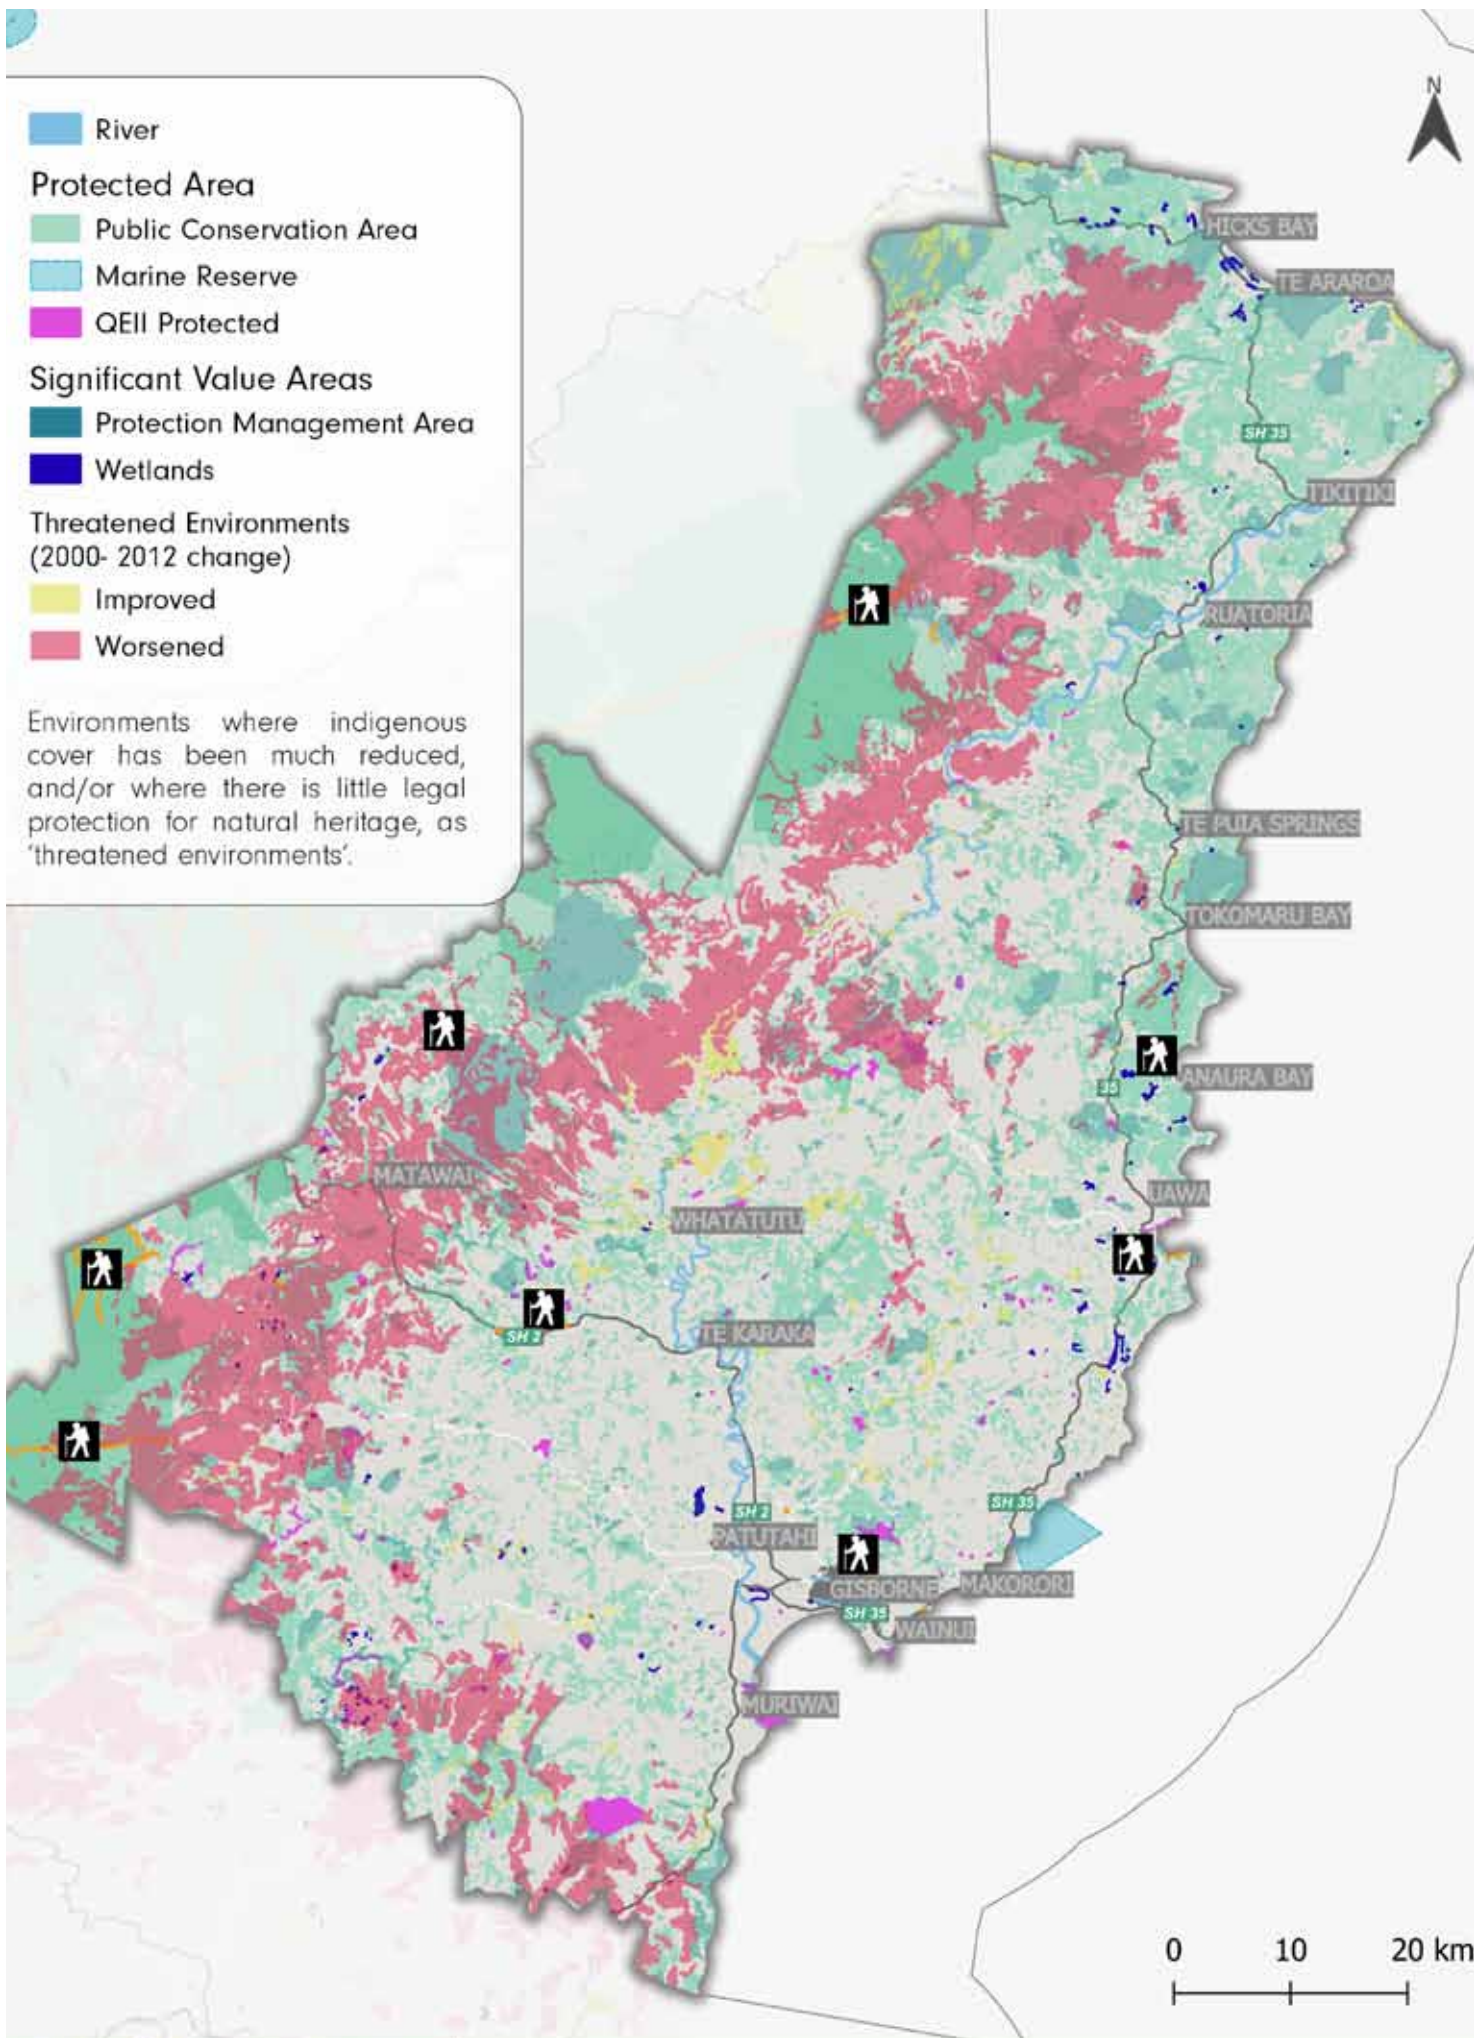 River
Protected Area
Public Conservation Area
Marine Reserve
QEII Protected
Significant Value Areas
Protection Management Area
Wetlands
Threatened Environments
(2000- 2012 change)
Improved
Worsened
Environments where indigenous
cover has been much reduced,
and/or where there is little legal
protection for natural heritage, as
'threatened environments'.
N
HICKS BAY
TE ARAROA
SH 35
TIKITIKI
RUATORIA
TE PUIA SPRINGS
TOKOMARU BAY
ANAURA BAY
35
MATAWAI
UAWA
WHATATUTU
TE KARAKA
SH 2
SH 35
SH 2
PATUTAHI
GISBORNE
MAKORORI
SH 35
WAINUI
MURIWAI
0 10 20 km